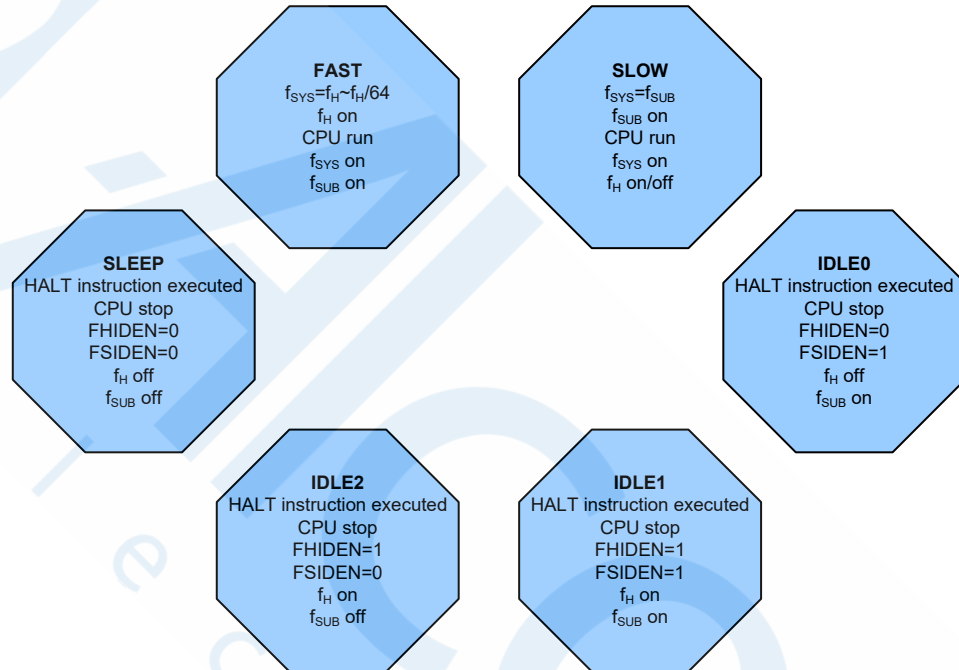 FAST
fSYS=fH~fH/64
fH on
CPU run
fSYS on
fSUB on
SLOW
fSYS=fSUB
fSUB on
CPU run
fSYS on
fH on/off
SLEEP
HALT instruction executed
CPU stop
FHIDEN=0
FSIDEN=0
fH off
fSUB off
IDLE0
HALT instruction executed
CPU stop
FHIDEN=0
FSIDEN=1
fH off
fSUB on
IDLE2
HALT instruction executed
CPU stop
FHIDEN=1
FSIDEN=0
fH on
fSUB off
IDLE1
HALT instruction executed
CPU stop
FHIDEN=1
FSIDEN=1
fH on
fSUB on